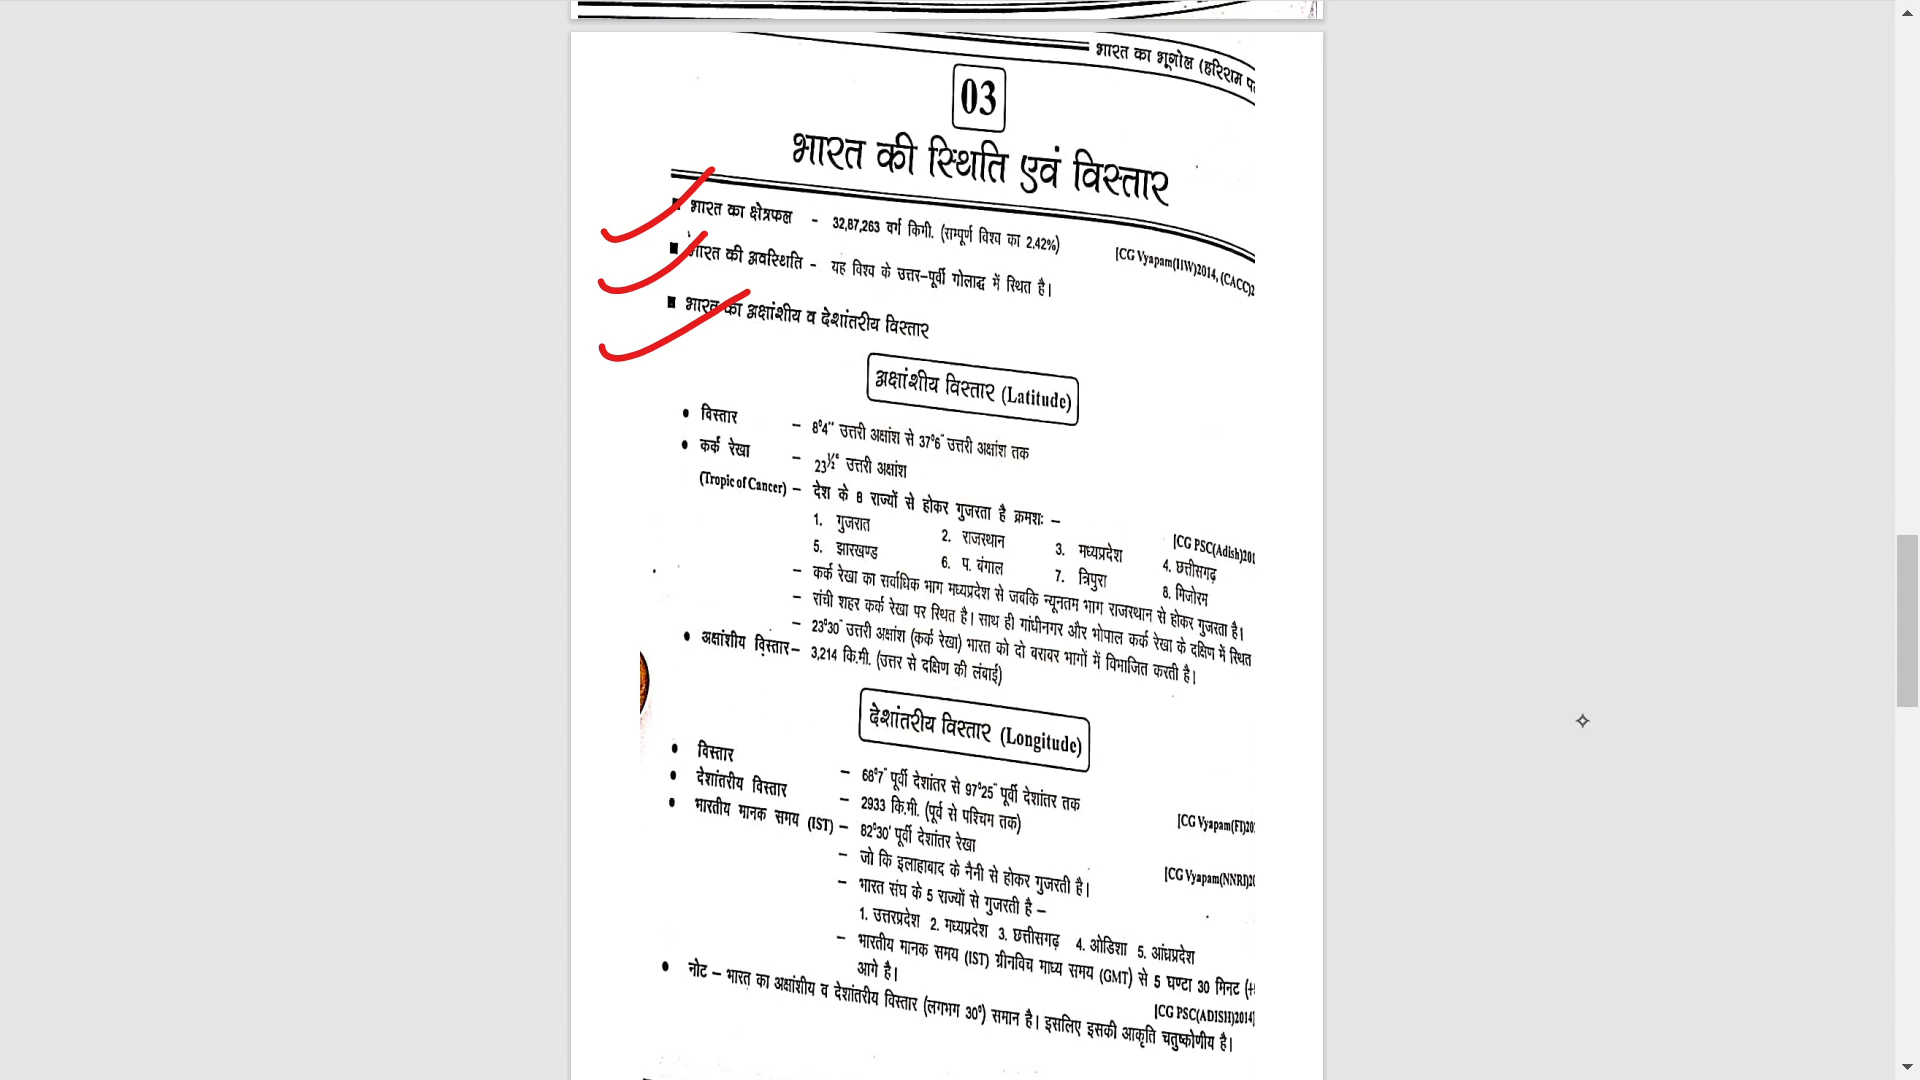 भारत का भूगोल (हरिराम
03
भारत की स्थिति एवं विस्तार
■ भारत का क्षेत्रफल - 32,87,263 वर्ग किमी. (सम्पूर्ण विश्व का 2.42%)
[CG Vyapam(HW)2014, (CACC)2
■ भारत की अवस्थिति - यह विश्व के उत्तर-पूर्वी गोलार्द्ध में स्थित है।
■ भारत का अक्षांशीय व देशांतरीय विस्तार
अक्षांशीय विस्तार (Latitude)
• विस्तार – 8°4" उत्तरी अक्षांश से 37°6" उत्तरी अक्षांश तक
• कर्क रेखा – 23½° उत्तरी अक्षांश
(Tropic of Cancer) – देश के 8 राज्यों से होकर गुजरता है क्रमशः –
[CG PSC(Adish)201
1. गुजरात 2. राजस्थान 3. मध्यप्रदेश 4. छत्तीसगढ़
5. झारखण्ड 6. प. बंगाल 7. त्रिपुरा 8. मिजोरम
– कर्क रेखा का सर्वाधिक भाग मध्यप्रदेश से जबकि न्यूनतम भाग राजस्थान से होकर गुजरता है।
– रांची शहर कर्क रेखा पर स्थित है। साथ ही गांधीनगर और भोपाल कर्क रेखा के दक्षिण में स्थित
– 23°30" उत्तरी अक्षांश (कर्क रेखा) भारत को दो बराबर भागों में विभाजित करती है।
• अक्षांशीय विस्तार – 3,214 कि.मी. (उत्तर से दक्षिण की लंबाई)
देशांतरीय विस्तार (Longitude)
• विस्तार – 68°7" पूर्वी देशांतर से 97°25" पूर्वी देशांतर तक
• देशांतरीय विस्तार – 2933 कि.मी. (पूर्व से पश्चिम तक)
[CG Vyapam(FI)20
• भारतीय मानक समय (IST) – 82°30' पूर्वी देशांतर रेखा
– जो कि इलाहाबाद के नैनी से होकर गुजरती है।
[CG Vyapam(NNRI)20
– भारत संघ के 5 राज्यों से गुजरती है –
1. उत्तरप्रदेश 2. मध्यप्रदेश 3. छत्तीसगढ़ 4. ओडिशा 5. आंध्रप्रदेश
– भारतीय मानक समय (IST) ग्रीनविच माध्य समय (GMT) से 5 घण्टा 30 मिनट (+
आगे है।
[CG PSC(ADISH)2014]
• नोट – भारत का अक्षांशीय व देशांतरीय विस्तार (लगभग 30°) समान है। इसलिए इसकी आकृति चतुष्कोणीय है।